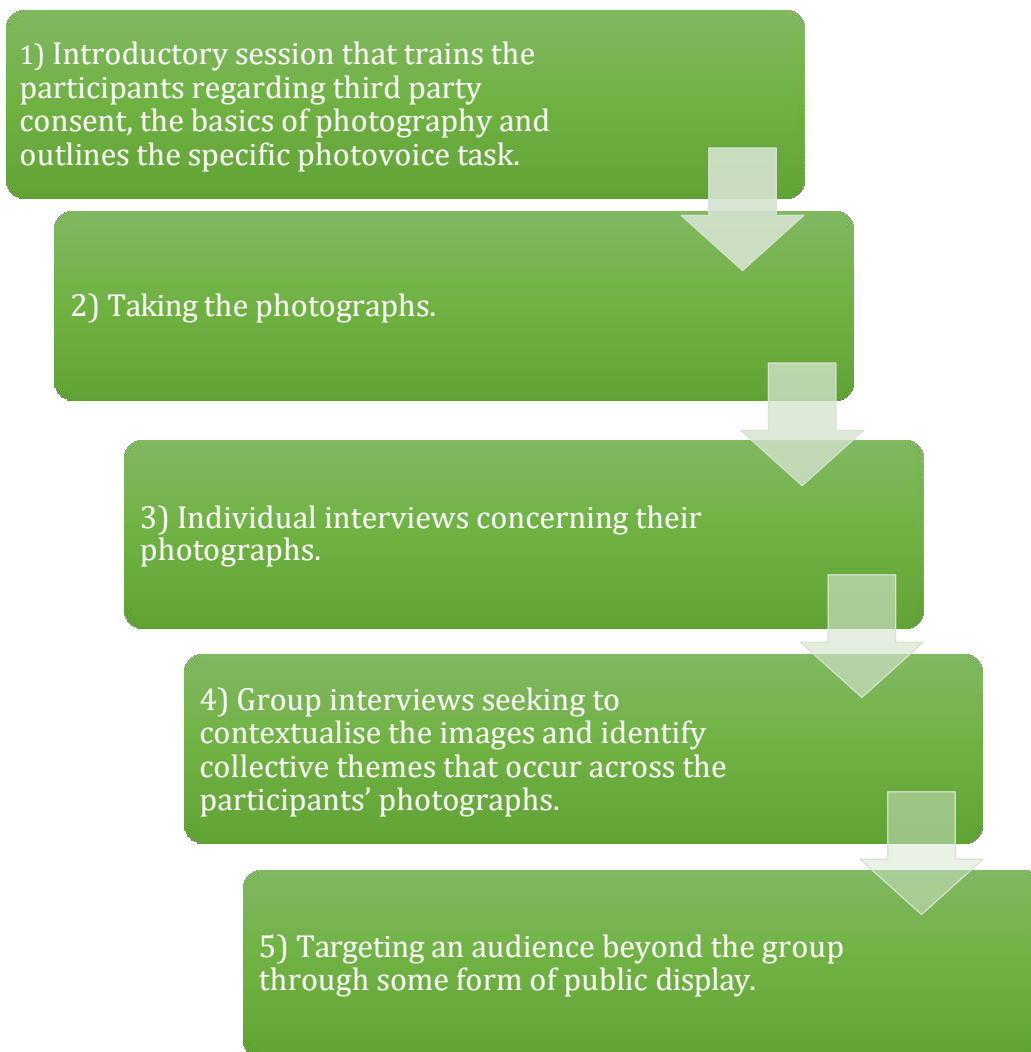 1) Introductory session that trains the
participants regarding third party
consent, the basics of photography and
outlines the specific photovoice task.
2) Taking the photographs.
3) Individual interviews concerning their
photographs.
4) Group interviews seeking to
contextualise the images and identify
collective themes that occur across the
participants’ photographs.
5) Targeting an audience beyond the group
through some form of public display.